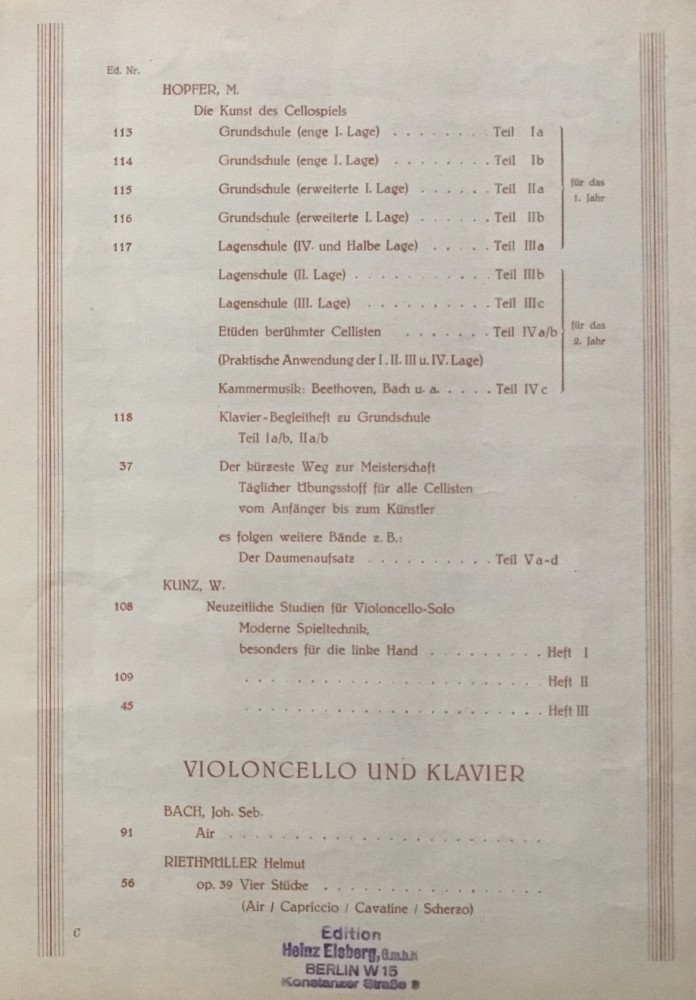 Ed. Nr.
HOPFER, M.
Die Kunst des Cellospiels
113 Grundschule (enge I. Lage) . . . . . . . . Teil Ia
114 Grundschule (enge I. Lage) . . . . . . . . Teil Ib
115 Grundschule (erweiterte I. Lage) . . . . . . Teil IIa
für das
1. Jahr
116 Grundschule (erweiterte I. Lage) . . . . . . Teil IIb
117 Lagenschule (IV. und Halbe Lage) . . . . . Teil IIIa
Lagenschule (II. Lage) . . . . . . . . . . . Teil IIIb
Lagenschule (III. Lage) . . . . . . . . . . Teil IIIc
Etüden berühmter Cellisten . . . . . . . Teil IVa/b
für das
2. Jahr
(Praktische Anwendung der I. II. III u. IV. Lage)
Kammermusik: Beethoven, Bach u. a. . . . . Teil IVc
118 Klavier-Begleitheft zu Grundschule
Teil Ia/b, IIa/b
37 Der kürzeste Weg zur Meisterschaft
Täglicher Übungsstoff für alle Cellisten
vom Anfänger bis zum Künstler
es folgen weitere Bände z. B.:
Der Daumenaufsatz . . . . . . . . . . Teil Va-d
KUNZ, W.
108 Neuzeitliche Studien für Violoncello-Solo
Moderne Spieltechnik,
besonders für die linke Hand . . . . . . . . . Heft I
109 . . . . . . . . . . . . . . . . . . . . . . . . Heft II
45 . . . . . . . . . . . . . . . . . . . . . . . . Heft III
VIOLONCELLO UND KLAVIER
BACH, Joh. Seb.
91 Air . . . . . . . . . . . . . . . . . . . . . . . .
RIETHMÜLLER Helmut
56 op. 39 Vier Stücke . . . . . . . . . . . . . . . . .
(Air / Capriccio / Cavatine / Scherzo)
C
Edition
Heinz Elsberg, G.m.b.H
BERLIN W 15
Konstanzer Straße 8